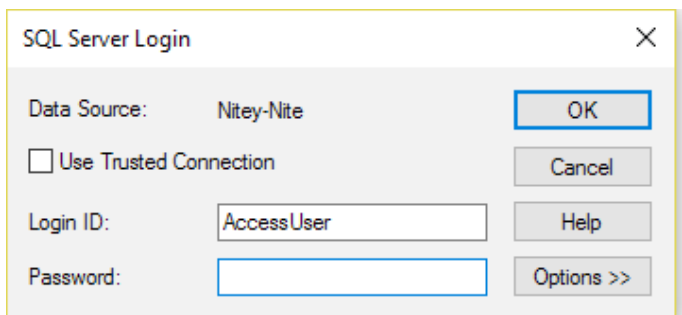 SQL Server Login
Data Source: Nitey-Nite OK
Use Trusted Connection Cancel
Login ID: AccessUser Help
Password: Options >>